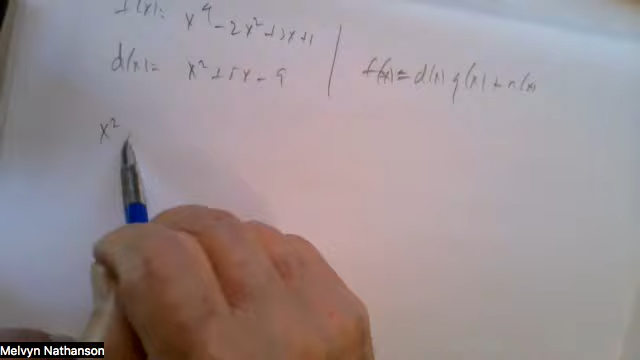 f(x) = x⁴ - 2x² + 3x + 1
d(x) = x² + 5x - 9 | f(x) = d(x) q(x) + r(x)
x²
Melvyn Nathanson